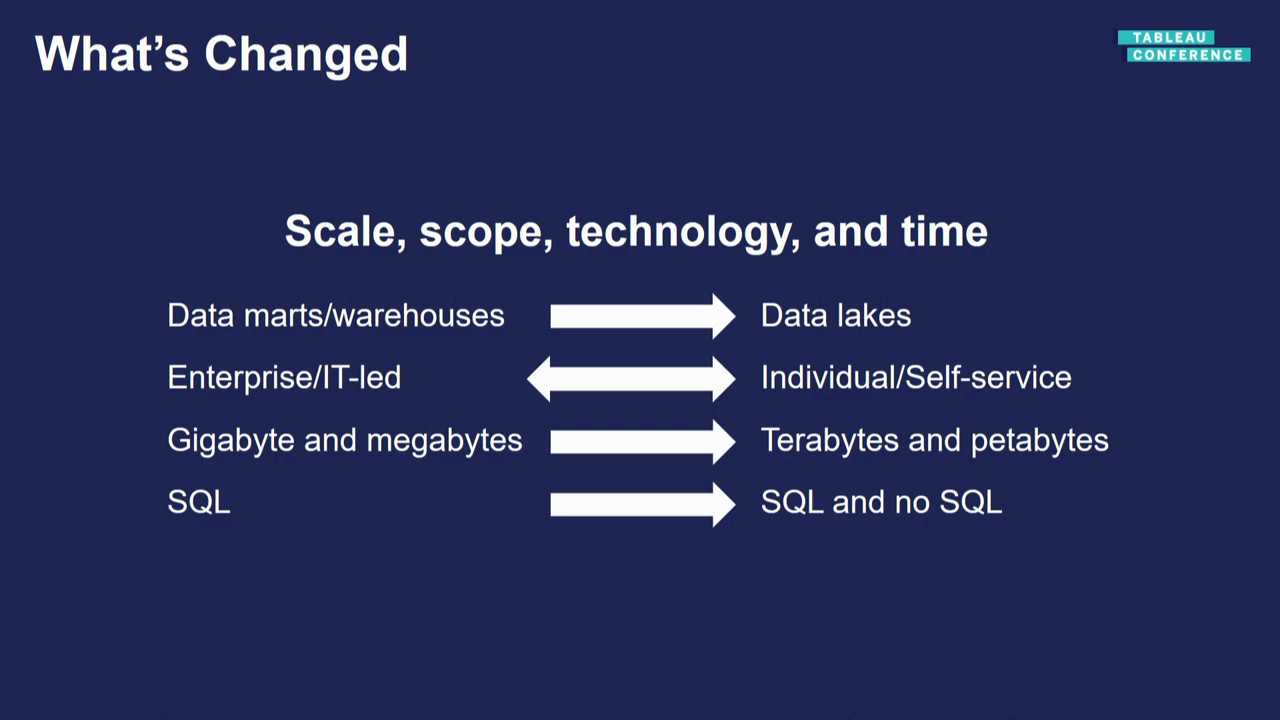 What's Changed
TABLEAU
CONFERENCE
Scale, scope, technology, and time
Data marts/warehouses
Data lakes
Enterprise/IT-led
Individual/Self-service
Gigabyte and megabytes
Terabytes and petabytes
SQL
SQL and no SQL